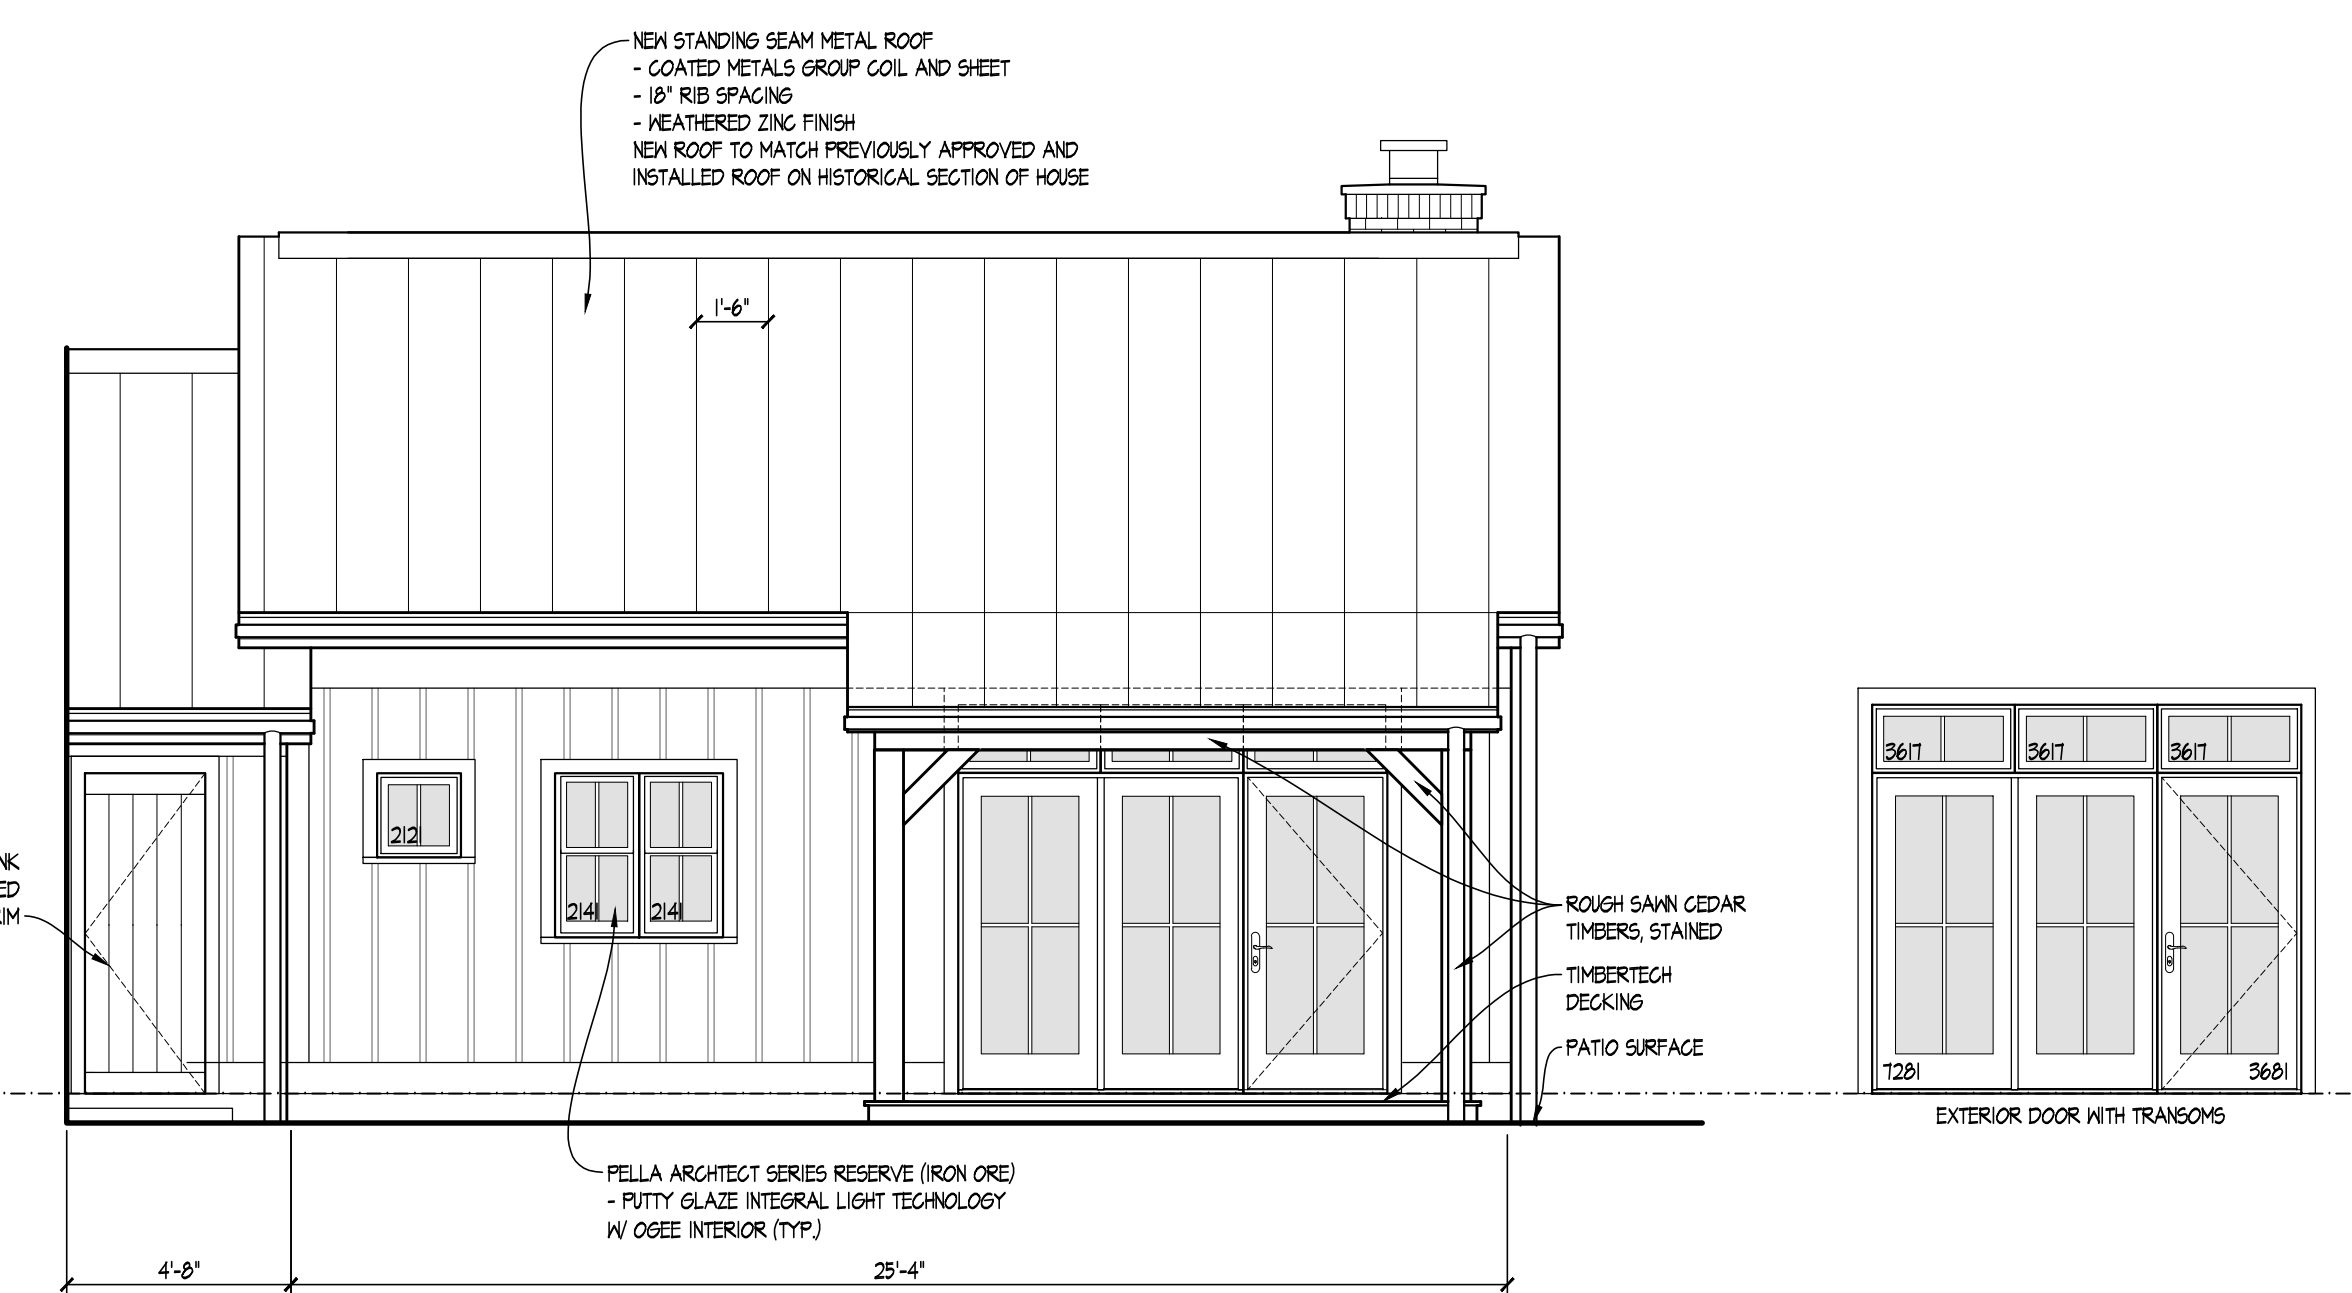 NEW STANDING SEAM METAL ROOF
- COATED METALS GROUP COIL AND SHEET
- 18" RIB SPACING
- WEATHERED ZINC FINISH
NEW ROOF TO MATCH PREVIOUSLY APPROVED AND
INSTALLED ROOF ON HISTORICAL SECTION OF HOUSE
1'-6"
3617 3617 3617
2121
2141 2141
ROUGH SAWN CEDAR
TIMBERS, STAINED
TIMBERTECH
DECKING
PATIO SURFACE
7281 3681
EXTERIOR DOOR WITH TRANSOMS
PELLA ARCHTECT SERIES RESERVE (IRON ORE)
- PUTTY GLAZE INTEGRAL LIGHT TECHNOLOGY
W/ OGEE INTERIOR (TYP.)
4'-8" 25'-4"